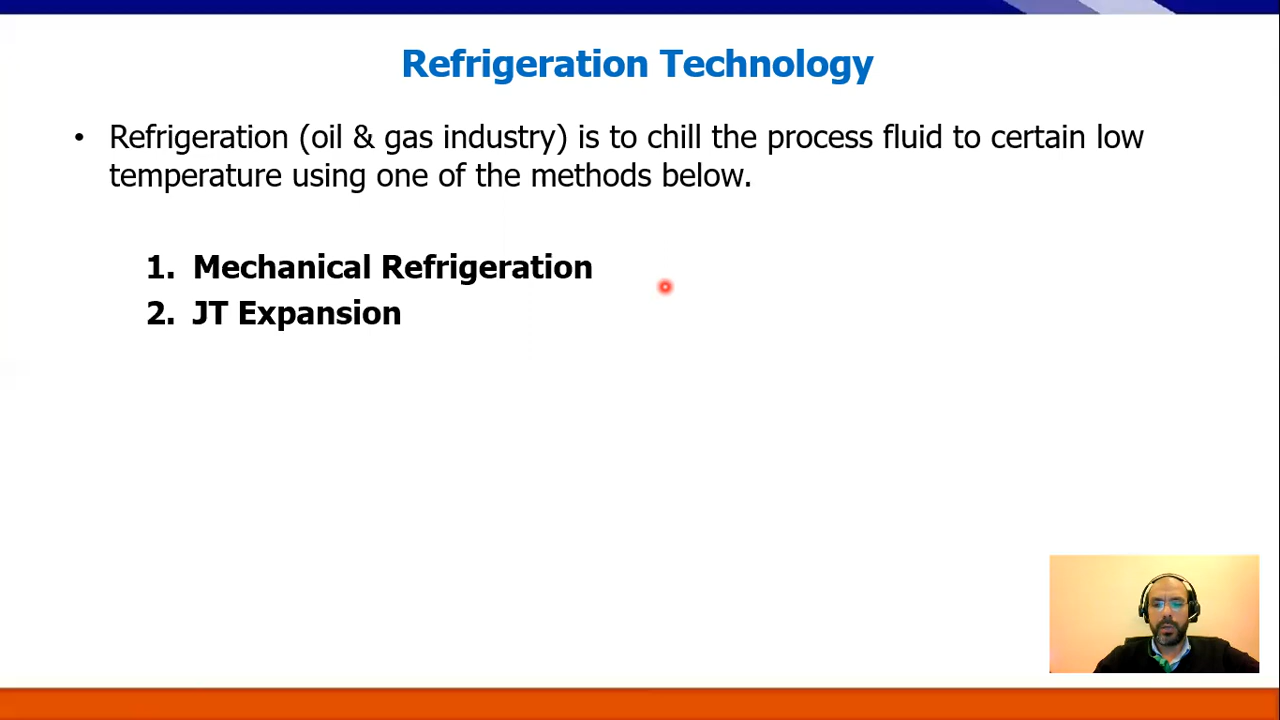 Refrigeration Technology
• Refrigeration (oil & gas industry) is to chill the process fluid to certain low
temperature using one of the methods below.
1. Mechanical Refrigeration
2. JT Expansion